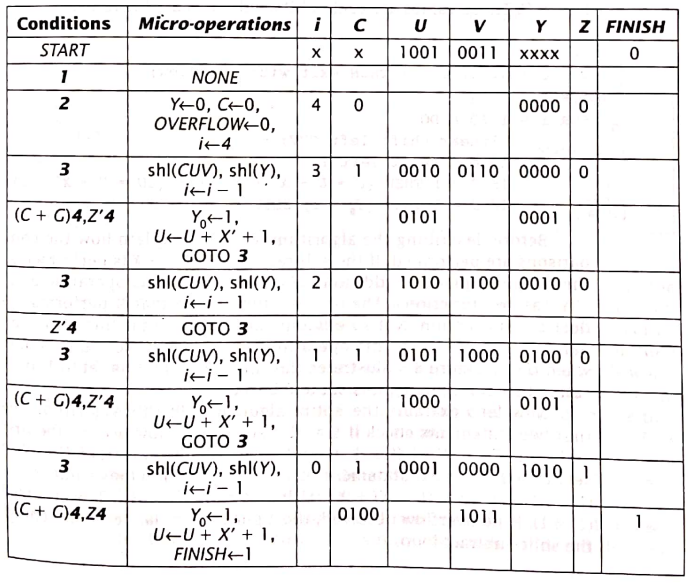 Conditions Micro-operations i C U V Y Z FINISH
START x x 1001 0011 xxxx 0
1 NONE
2 Y←0, C←0, 4 0 0000 0
OVERFLOW←0,
i←4
3 shl(CUV), shl(Y), 3 1 0010 0110 0000 0
i←i − 1
(C + G)4,Z′4 Y₀←1, 0101 0001
U←U + X′ + 1,
GOTO 3
3 shl(CUV), shl(Y), 2 0 1010 1100 0010 0
i←i − 1
Z′4 GOTO 3
3 shl(CUV), shl(Y), 1 1 0101 1000 0100 0
i←i − 1
(C + G)4,Z′4 Y₀←1, 1000 0101
U←U + X′ + 1,
GOTO 3
3 shl(CUV), shl(Y), 0 1 0001 0000 1010 1
i←i − 1
(C + G)4,Z4 Y₀←1, 0100 1011 1
U←U + X′ + 1,
FINISH←1